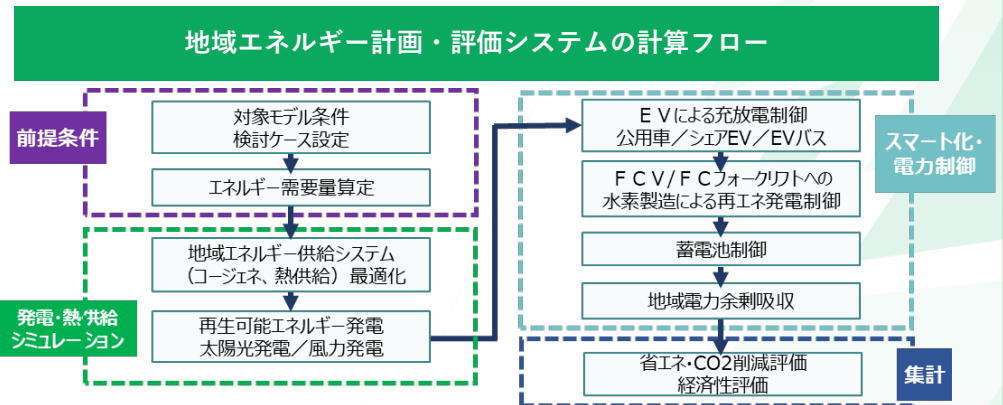 地域エネルギー計画・評価システムの計算フロー
前提条件
対象モデル条件
検討ケース設定
エネルギー需要量算定
発電・熱供給
シミュレーション
地域エネルギー供給システム
(コージェネ、熱供給) 最適化
再生可能エネルギー発電
太陽光発電／風力発電
スマート化・
電力制御
ＥＶによる充放電制御
公用車／シェアEV／EVバス
ＦＣＶ/ＦＣフォークリフトへの
水素製造による再エネ発電制御
蓄電池制御
地域電力余剰吸収
集計
省エネ・CO2削減評価
経済性評価